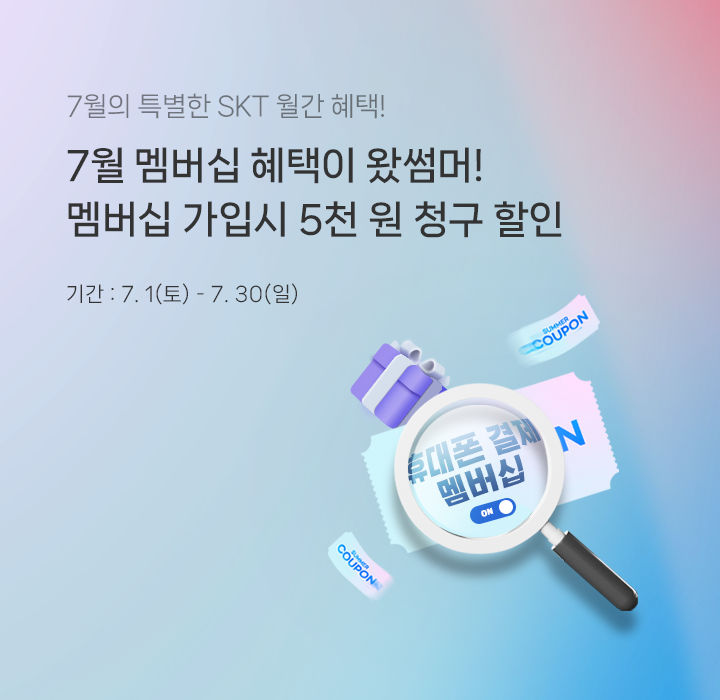 7월의 특별한 SKT 월간 혜택!
7월 멤버십 혜택이 왔썸머!
멤버십 가입시 5천 원 청구 할인
기간 : 7. 1(토) - 7. 30(일)
SUMMER
COUPON
N
휴대폰 결제
멤버십
ON
SUMMER
COUPON